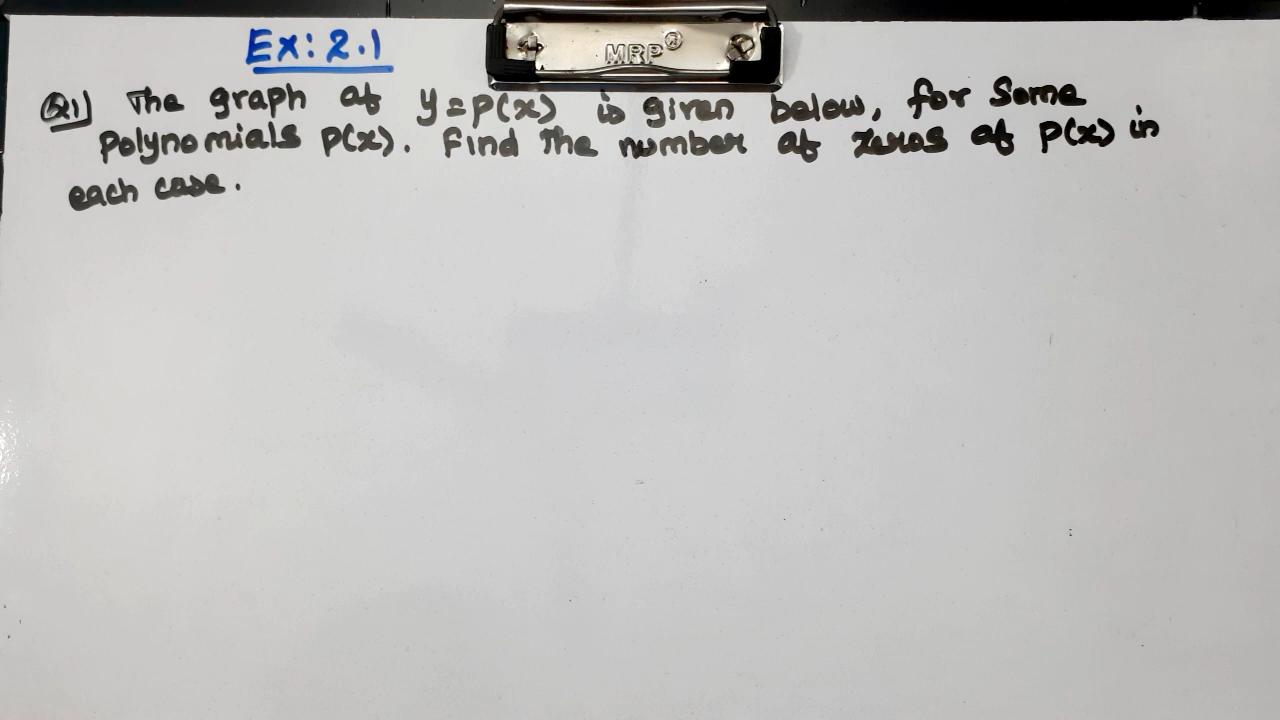 MRP®
Ex: 2.1
Q1) The graph of y=p(x) is given below, for some
polynomials p(x). Find the number of zeros of p(x) in
each case.